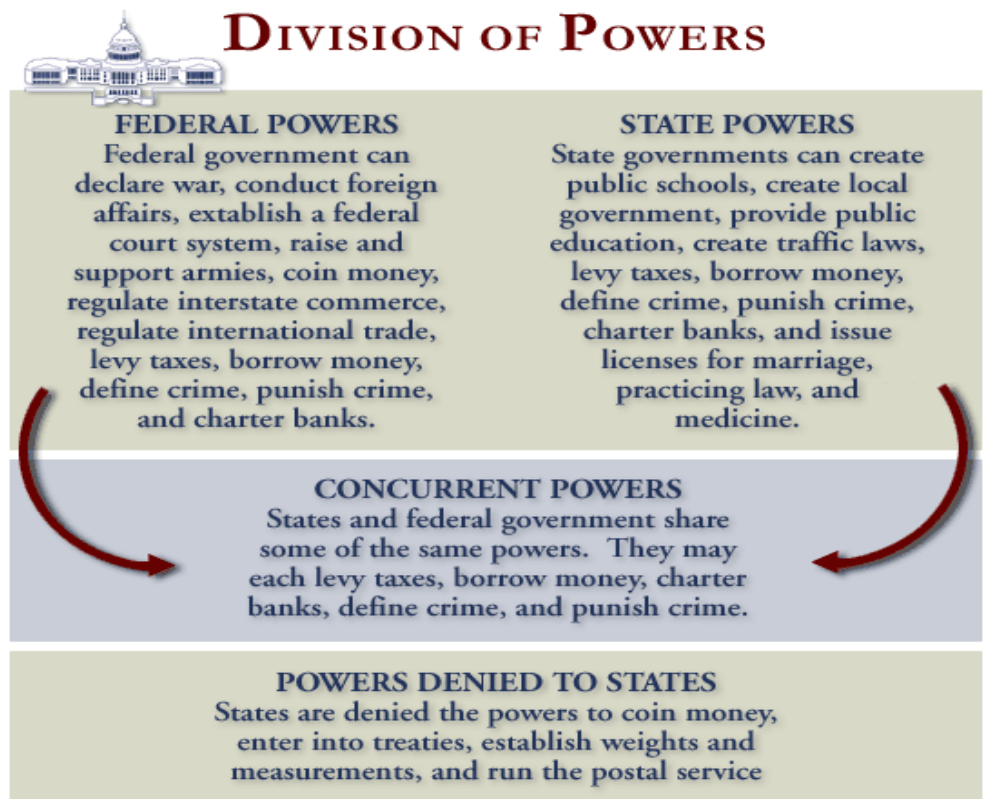 DIVISION OF POWERS
FEDERAL POWERS
Federal government can
declare war, conduct foreign
affairs, extablish a federal
court system, raise and
support armies, coin money,
regulate interstate commerce,
regulate international trade,
levy taxes, borrow money,
define crime, punish crime,
and charter banks.
STATE POWERS
State governments can create
public schools, create local
government, provide public
education, create traffic laws,
levy taxes, borrow money,
define crime, punish crime,
charter banks, and issue
licenses for marriage,
practicing law, and
medicine.
CONCURRENT POWERS
States and federal government share
some of the same powers. They may
each levy taxes, borrow money, charter
banks, define crime, and punish crime.
POWERS DENIED TO STATES
States are denied the powers to coin money,
enter into treaties, establish weights and
measurements, and run the postal service